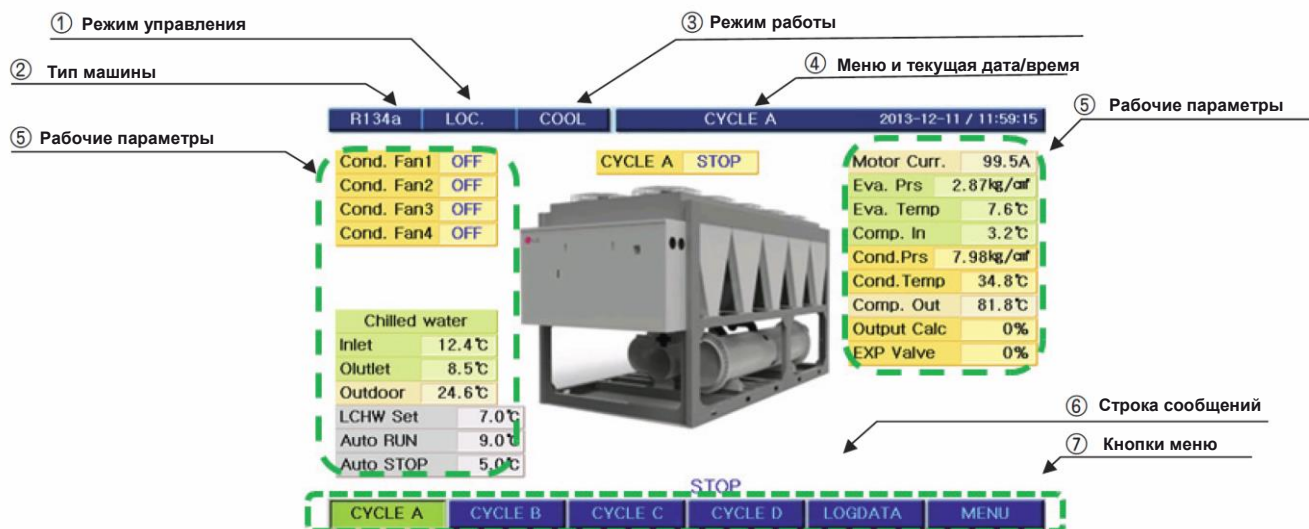 ① Режим управления
③ Режим работы
② Тип машины
④ Меню и текущая дата/время
⑤ Рабочие параметры
⑤ Рабочие параметры
R134a LOC. COOL CYCLE A 2013-12-11 / 11:59:15
Cond. Fan1 OFF
Cond. Fan2 OFF
Cond. Fan3 OFF
Cond. Fan4 OFF
CYCLE A STOP
Motor Curr. 99.5A
Eva. Prs 2.87kg/㎠
Eva. Temp 7.6℃
Comp. In 3.2℃
Cond.Prs 7.98kg/㎠
Cond.Temp 34.8℃
Comp. Out 81.8℃
Output Calc 0%
EXP Valve 0%
Chilled water
Inlet 12.4℃
Olutlet 8.5℃
Outdoor 24.6℃
LCHW Set 7.0℃
Auto RUN 9.0℃
Auto STOP 5.0℃
⑥ Строка сообщений
⑦ Кнопки меню
STOP
CYCLE A CYCLE B CYCLE C CYCLE D LOGDATA MENU